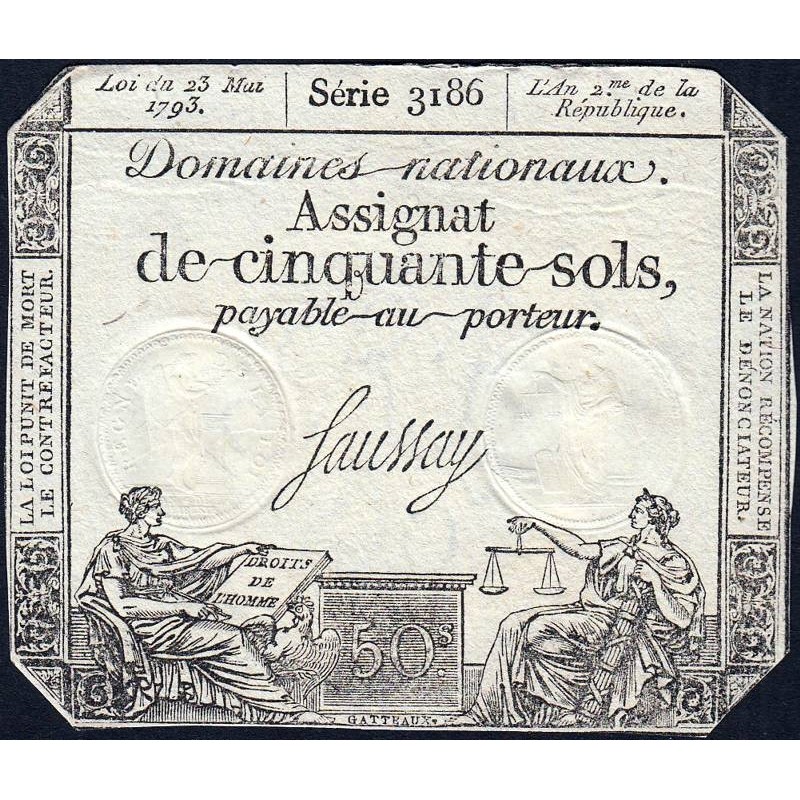 Loi du 23 Mai
1793.
Série 3186
L'An 2.me de la
République.
Domaines nationaux.
Assignat
de cinquante sols,
payable au porteur.
LA LOI PUNIT DE MORT
LE CONTREFACTEUR.
LA NATION RÉCOMPENSE
LE DÉNONCIATEUR.
Saussay
DROITS
DE
L'HOMME
50.s
GATTEAUX.